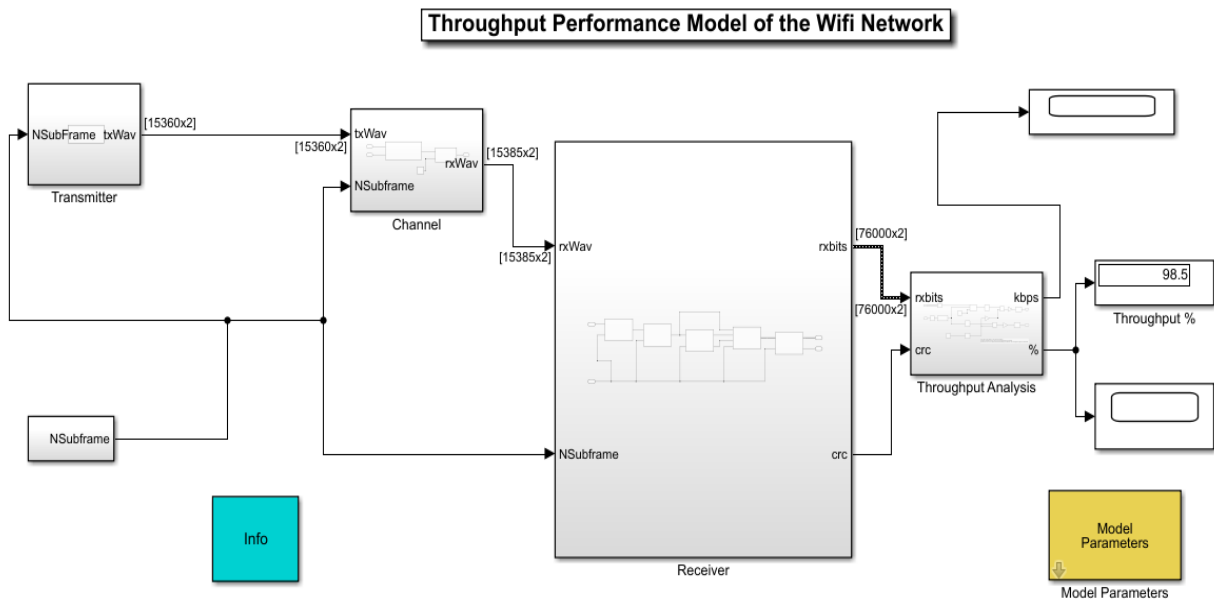 Throughput Performance Model of the Wifi Network
NSubFrame
txWav
[15360x2]
Transmitter
[15360x2]
txWav
rxWav
NSubframe
Channel
[15385x2]
[15385x2]
rxWav
NSubframe
rxbits
crc
Receiver
[76000x2]
[76000x2]
rxbits
crc
kbps
%
Throughput Analysis
98.5
Throughput %
NSubframe
Info
Model
Parameters
Model Parameters